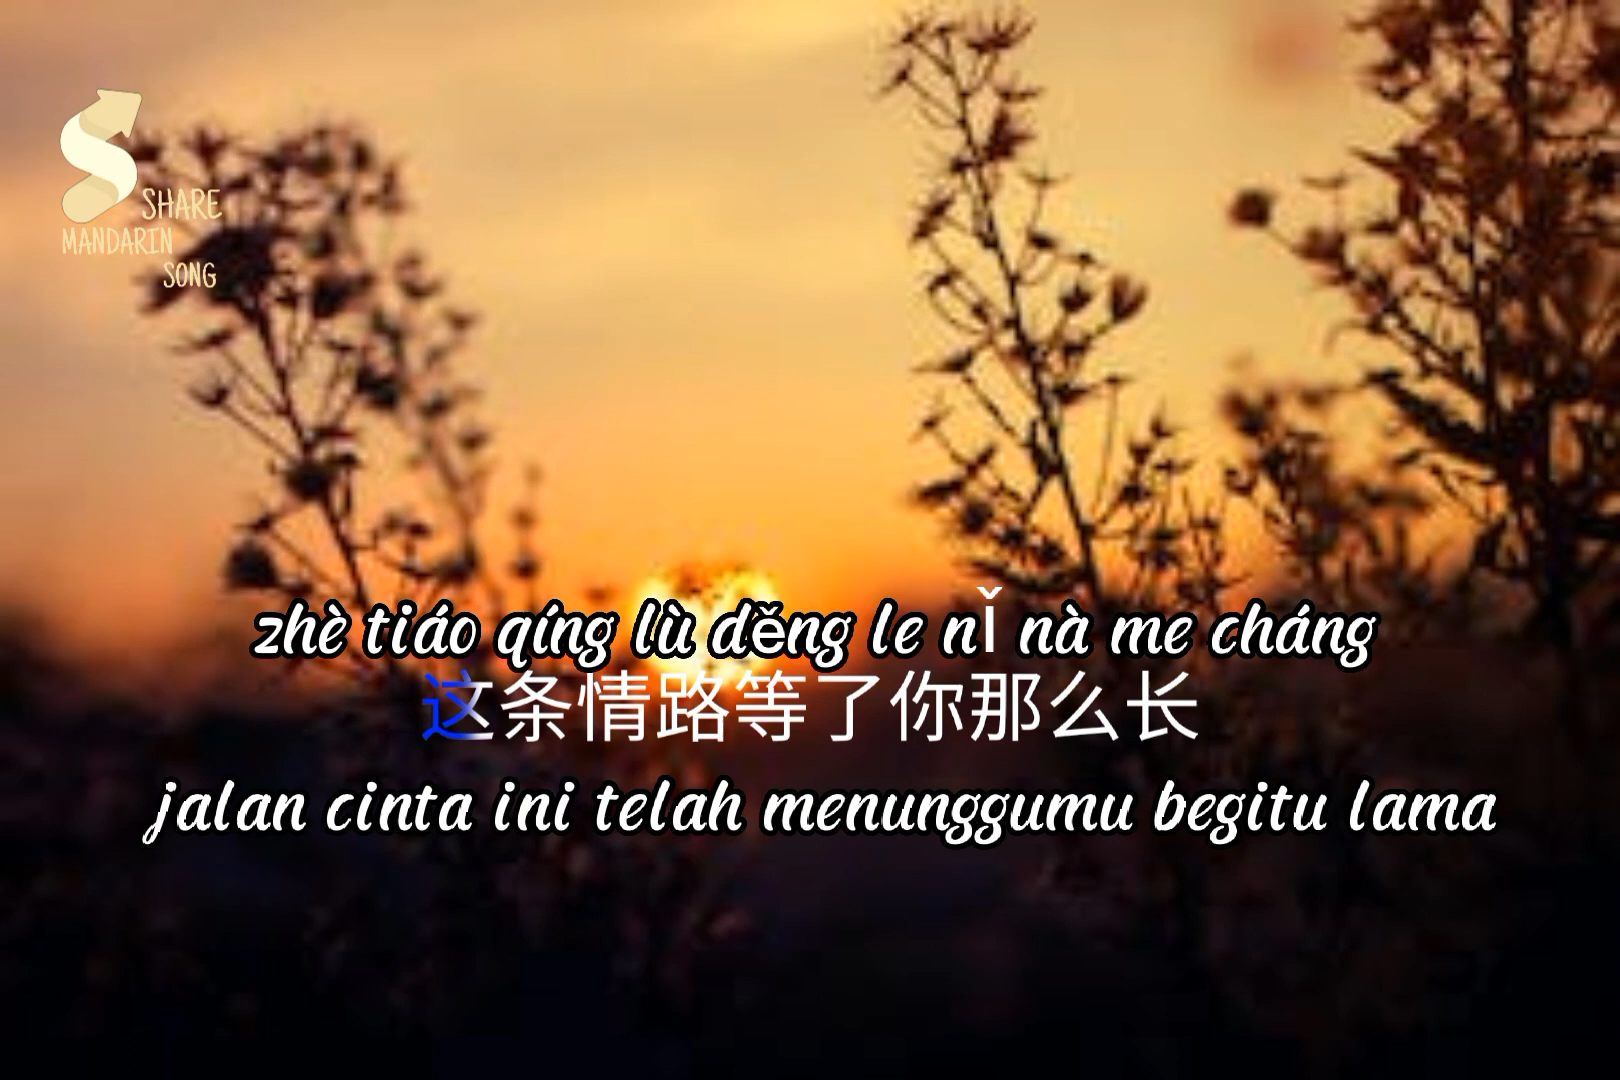 SHARE
MANDARIN
SONG
zhè tiáo qíng lù děng le nǐ nà me cháng
这条情路等了你那么长
jalan cinta ini telah menunggumu begitu lama